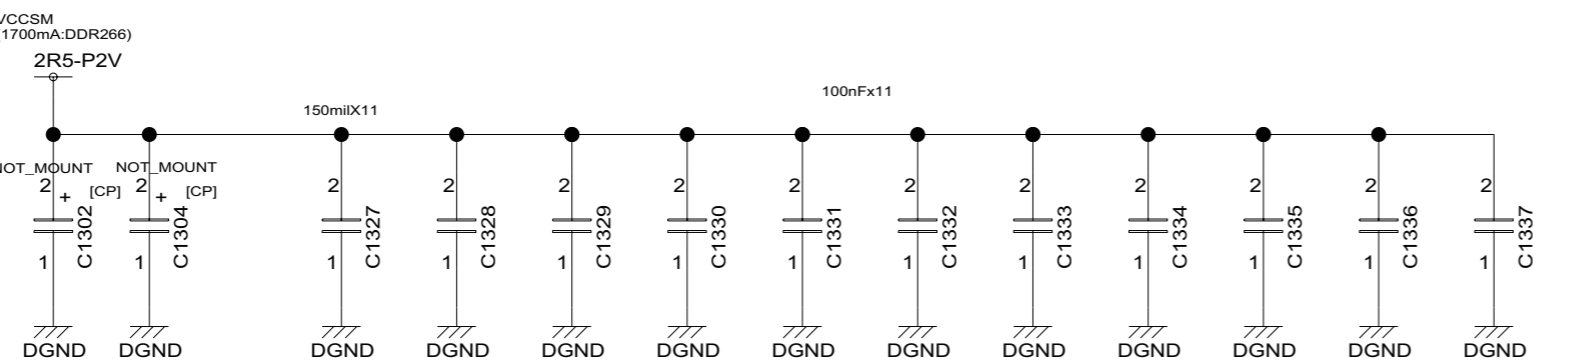 VCCSM
(1700mA:DDR266)
2R5-P2V
150milX11
100nFx11
NOT_MOUNT
NOT_MOUNT
2 + [CP]
2 + [CP]
2
2
2
2
2
2
2
2
2
2
2
C1302
C1304
C1327
C1328
C1329
C1330
C1331
C1332
C1333
C1334
C1335
C1336
C1337
1
1
1
1
1
1
1
1
1
1
1
1
1
DGND
DGND
DGND
DGND
DGND
DGND
DGND
DGND
DGND
DGND
DGND
DGND
DGND